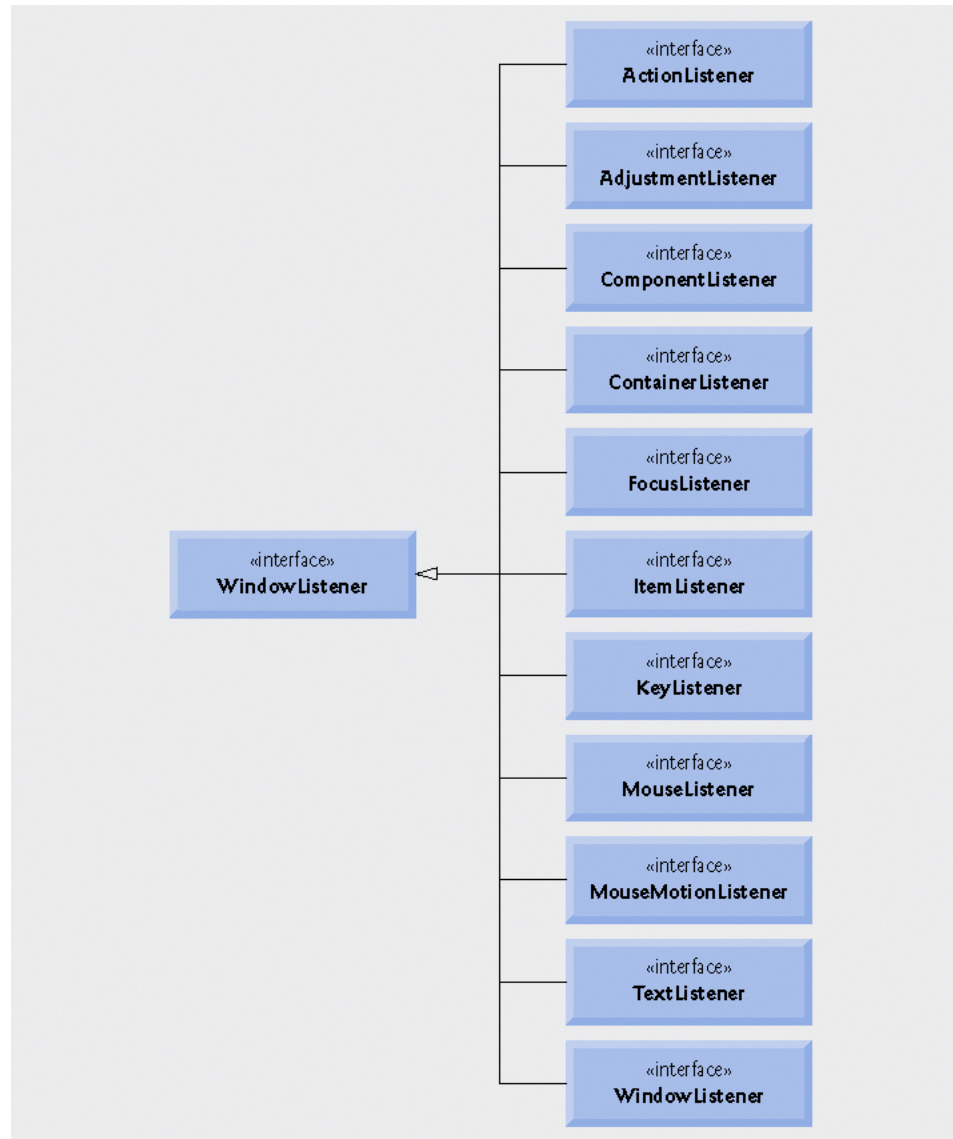 «interface»
ActionListener
«interface»
AdjustmentListener
«interface»
ComponentListener
«interface»
ContainerListener
«interface»
FocusListener
«interface»
WindowListener
«interface»
ItemListener
«interface»
KeyListener
«interface»
MouseListener
«interface»
MouseMotionListener
«interface»
TextListener
«interface»
WindowListener